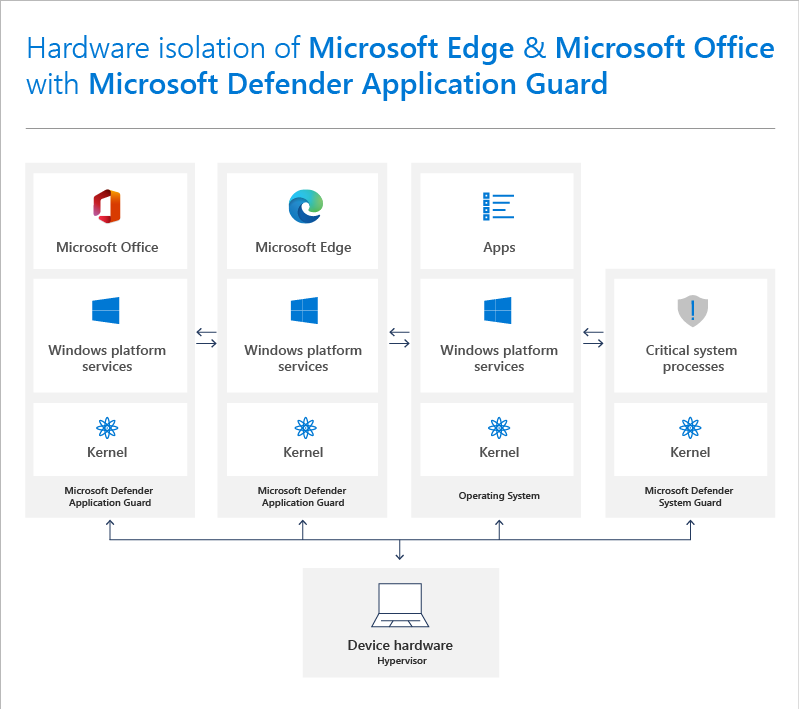 Hardware isolation of Microsoft Edge & Microsoft Office
with Microsoft Defender Application Guard
Microsoft Office
Windows platform
services
Kernel
Microsoft Defender
Application Guard
Microsoft Edge
Windows platform
services
Kernel
Microsoft Defender
Application Guard
Apps
Windows platform
services
Kernel
Operating System
Critical system
processes
Kernel
Microsoft Defender
System Guard
Device hardware
Hypervisor